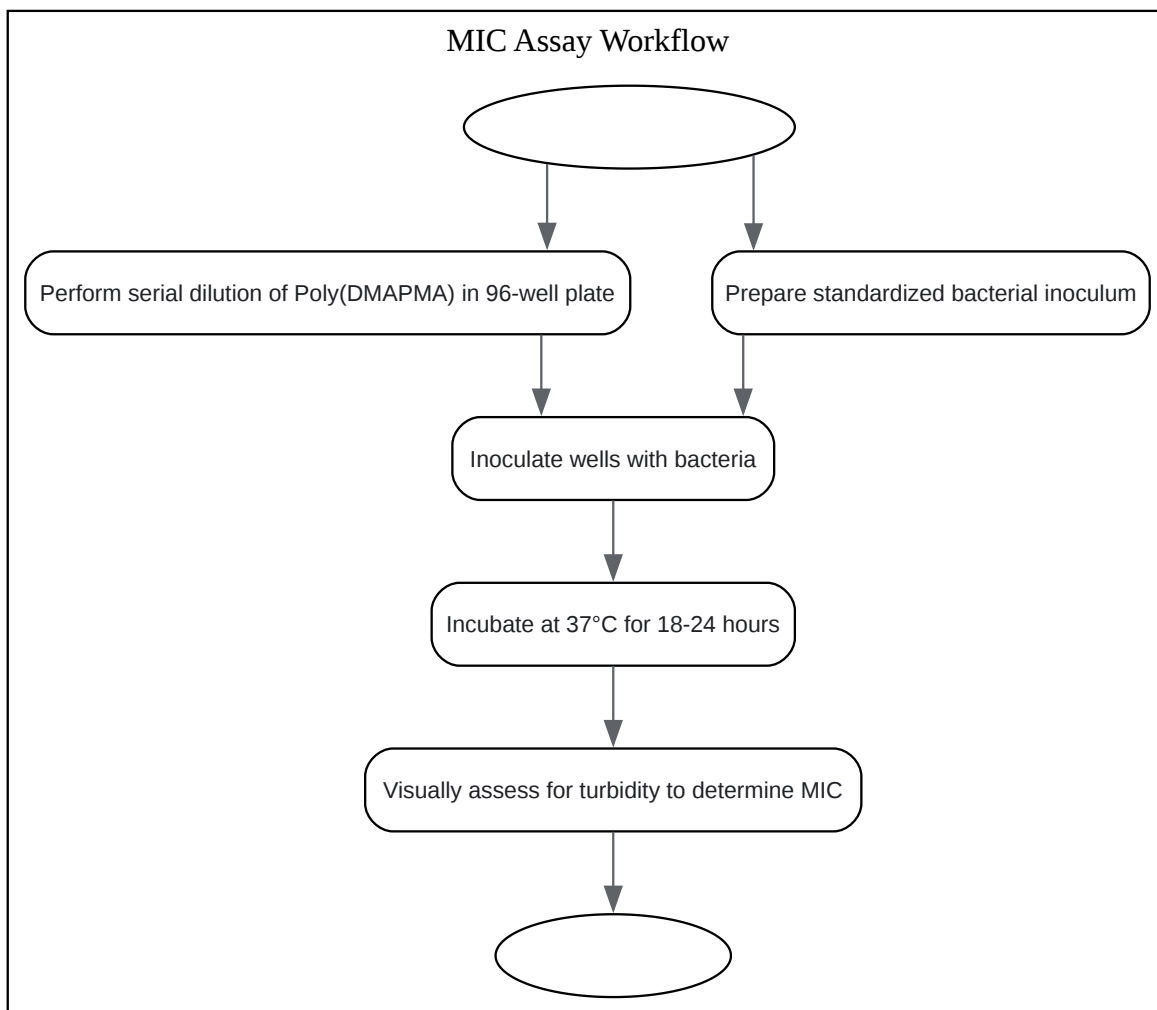 MIC Assay Workflow
Perform serial dilution of Poly(DMAPMA) in 96-well plate
Prepare standardized bacterial inoculum
Inoculate wells with bacteria
Incubate at 37°C for 18-24 hours
Visually assess for turbidity to determine MIC